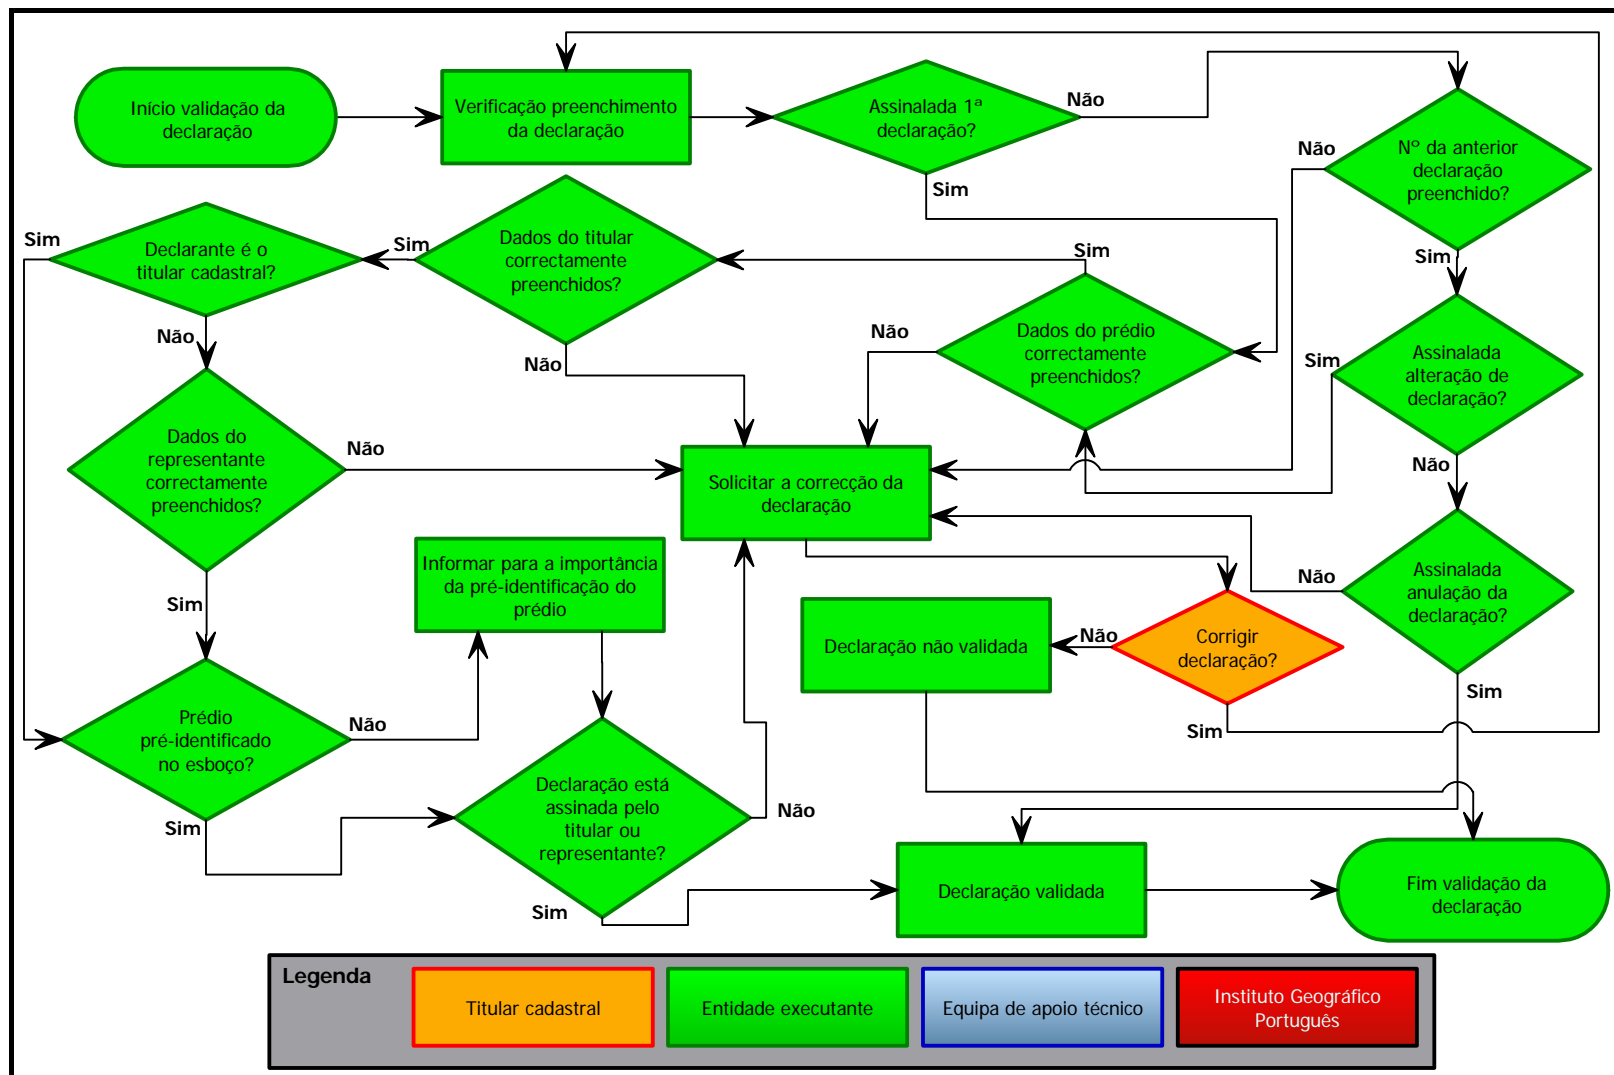 Início validação da
declaração
Verificação preenchimento
da declaração
Assinalada 1ª
declaração?
Não
Sim
Nº da anterior
declaração
preenchido?
Não
Sim
Declarante é o
titular cadastral?
Sim
Não
Dados do titular
correctamente
preenchidos?
Sim
Não
Dados do prédio
correctamente
preenchidos?
Sim
Não
Assinalada
alteração de
declaração?
Sim
Não
Dados do
representante
correctamente
preenchidos?
Não
Sim
Solicitar a correcção da
declaração
Informar para a importância
da pré-identificação do
prédio
Assinalada
anulação da
declaração?
Não
Sim
Declaração não validada
Corrigir
declaração?
Não
Sim
Prédio
pré-identificado
no esboço?
Não
Sim
Declaração está
assinada pelo
titular ou
representante?
Não
Sim
Declaração validada
Fim validação da
declaração
Legenda
Titular cadastral
Entidade executante
Equipa de apoio técnico
Instituto Geográfico
Português